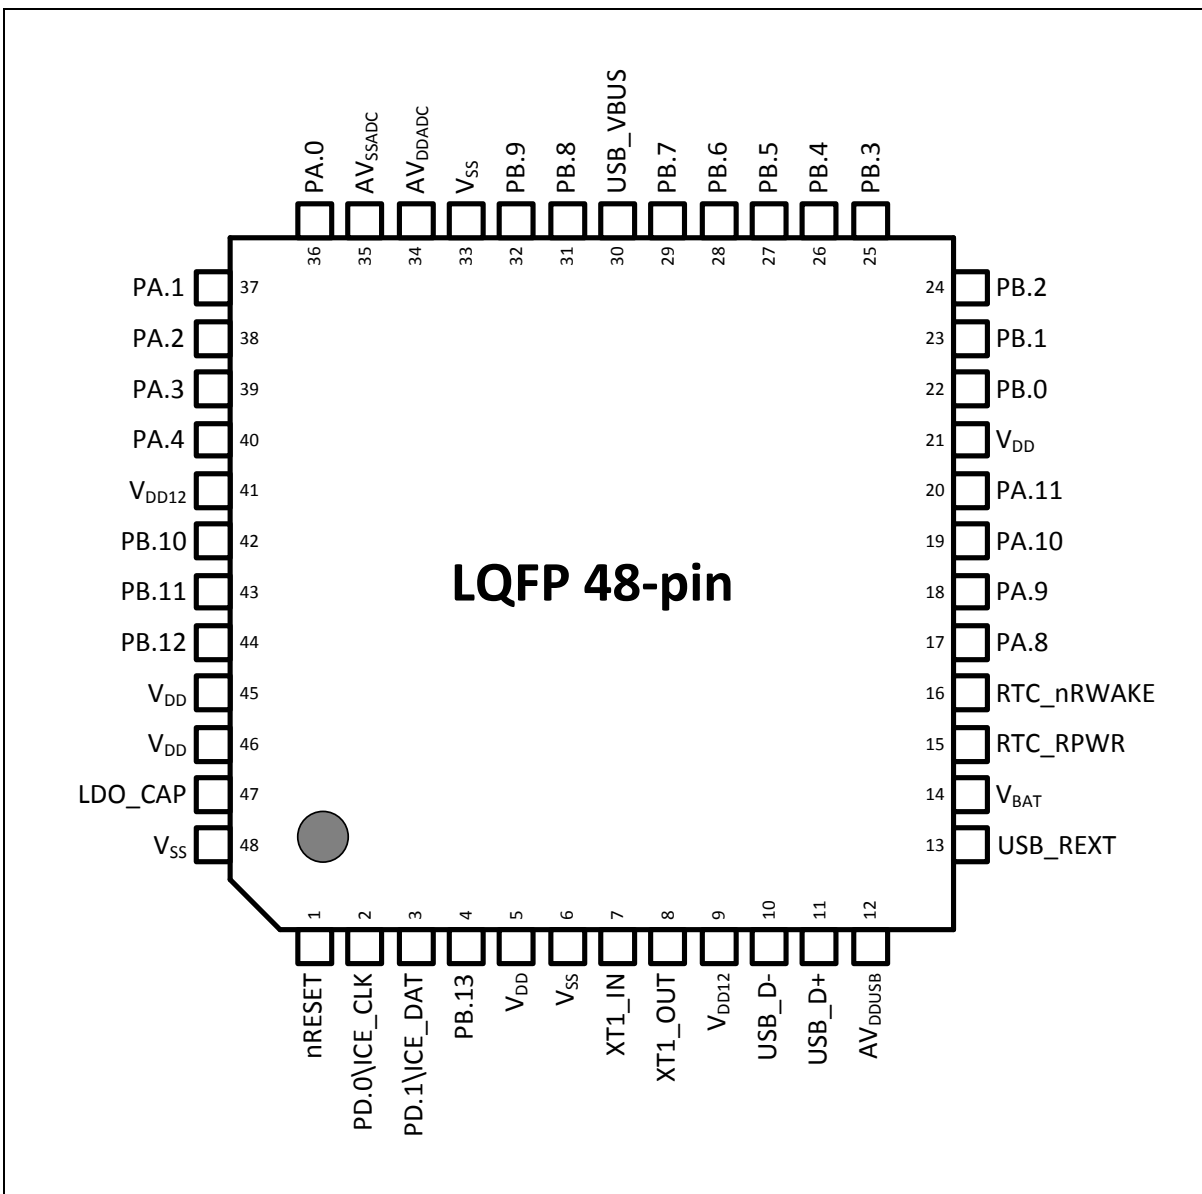 PA.0 AVSSADC AVDDADC VSS PB.9 PB.8 USB_VBUS PB.7 PB.6 PB.5 PB.4 PB.3
36 35 34 33 32 31 30 29 28 27 26 25
PA.1 37 24 PB.2
PA.2 38 23 PB.1
PA.3 39 22 PB.0
PA.4 40 21 VDD
VDD12 41 20 PA.11
PB.10 42 19 PA.10
LQFP 48-pin
PB.11 43 18 PA.9
PB.12 44 17 PA.8
VDD 45 16 RTC_nRWAKE
VDD 46 15 RTC_RPWR
LDO_CAP 47 14 VBAT
VSS 48 13 USB_REXT
1 2 3 4 5 6 7 8 9 10 11 12
nRESET PD.0\ICE_CLK PD.1\ICE_DAT PB.13 VDD VSS XT1_IN XT1_OUT VDD12 USB_D- USB_D+ AVDDUSB